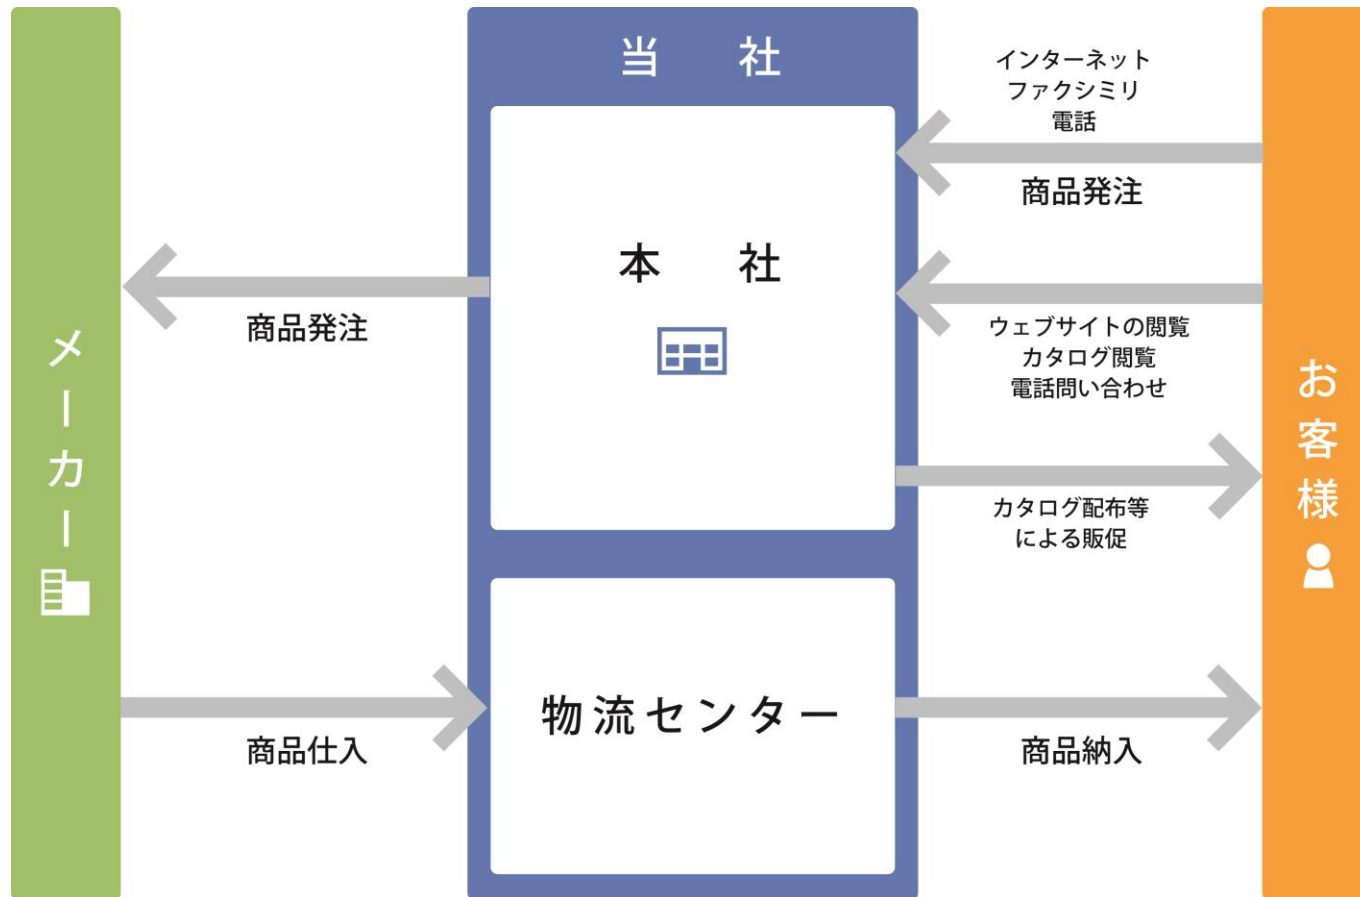 当社
インターネット
ファクシミリ
電話
商品発注
本社
商品発注
ウェブサイトの閲覧
カタログ閲覧
電話問い合わせ
メーカー
お客様
カタログ配布等
による販促
物流センター
商品仕入
商品納入